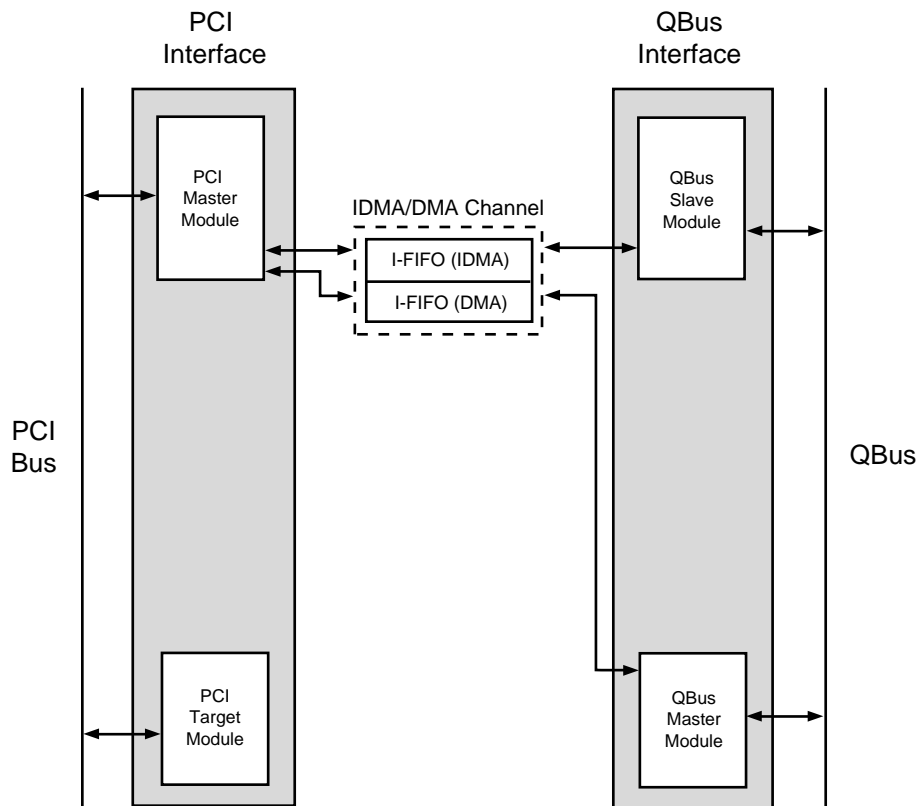 PCI
Interface
QBus
Interface
PCI
Master
Module
QBus
Slave
Module
IDMA/DMA Channel
I-FIFO (IDMA)
I-FIFO (DMA)
PCI
Bus
QBus
PCI
Target
Module
QBus
Master
Module